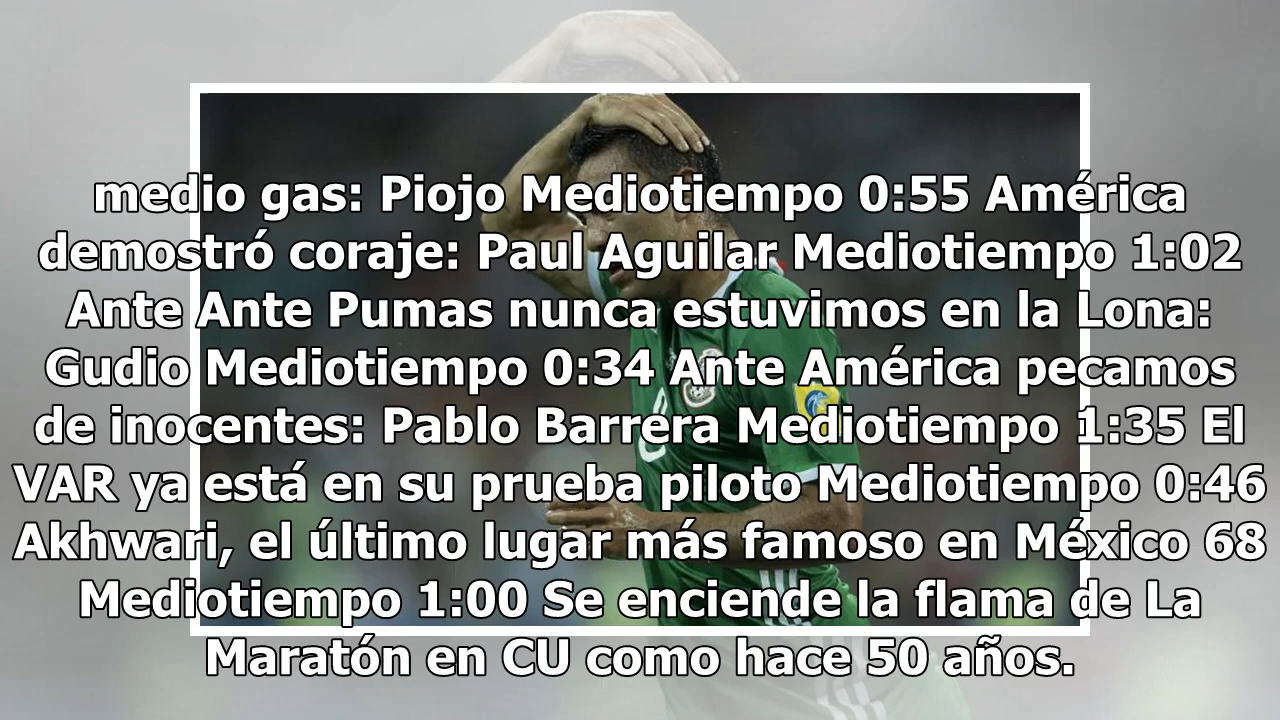 medio gas: Piojo Mediotiempo 0:55 América
demostró coraje: Paul Aguilar Mediotiempo 1:02
Ante Ante Pumas nunca estuvimos en la Lona:
Gudio Mediotiempo 0:34 Ante América pecamos
de inocentes: Pablo Barrera Mediotiempo 1:35 El
VAR ya está en su prueba piloto Mediotiempo 0:46
Akhwari, el último lugar más famoso en México 68
Mediotiempo 1:00 Se enciende la flama de La
Maratón en CU como hace 50 años.